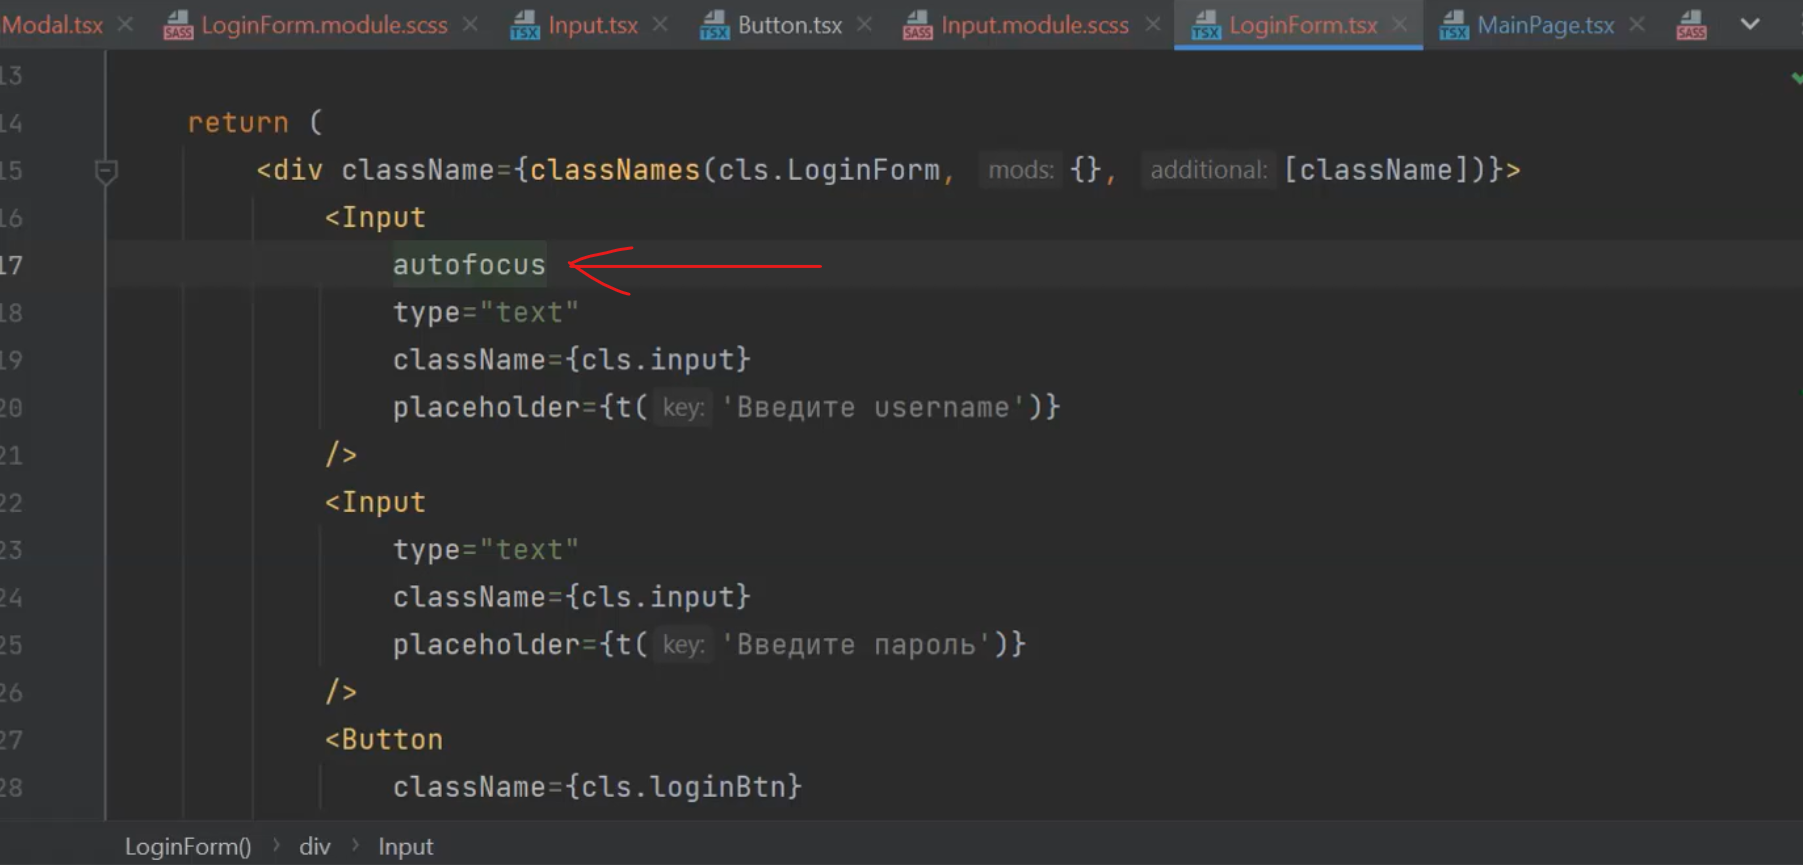 Modal.tsx LoginForm.module.scss Input.tsx Button.tsx Input.module.scss LoginForm.tsx MainPage.tsx
13
14 return (
15 <div className={classNames(cls.LoginForm, mods: {}, additional: [className])}>
16 <Input
17 autofocus
18 type="text"
19 className={cls.input}
20 placeholder={t( key: 'Введите username')}
21 />
22 <Input
23 type="text"
24 className={cls.input}
25 placeholder={t( key: 'Введите пароль')}
26 />
27 <Button
28 className={cls.loginBtn}
LoginForm() › div › Input